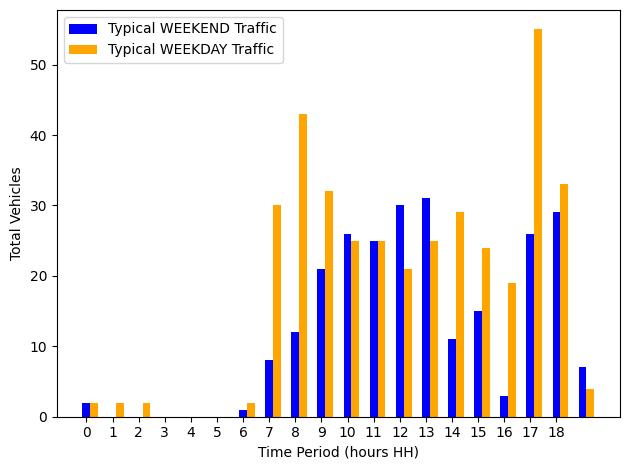 Typical WEEKEND Traffic
Typical WEEKDAY Traffic
Total Vehicles
50
40
30
20
10
0
0 1 2 3 4 5 6 7 8 9 10 11 12 13 14 15 16 17 18
Time Period (hours HH)